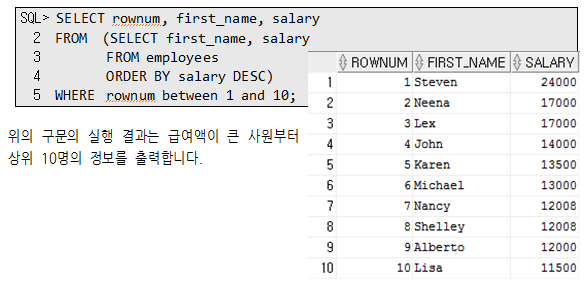 SQL> SELECT rownum, first_name, salary
2 FROM (SELECT first_name, salary
3 FROM employees
4 ORDER BY salary DESC)
5 WHERE rownum between 1 and 10;
위의 구문의 실행 결과는 급여액이 큰 사원부터
상위 10명의 정보를 출력합니다.
ROWNUM FIRST_NAME SALARY
1 1 Steven 24000
2 2 Neena 17000
3 3 Lex 17000
4 4 John 14000
5 5 Karen 13500
6 6 Michael 13000
7 7 Nancy 12008
8 8 Shelley 12008
9 9 Alberto 12000
10 10 Lisa 11500